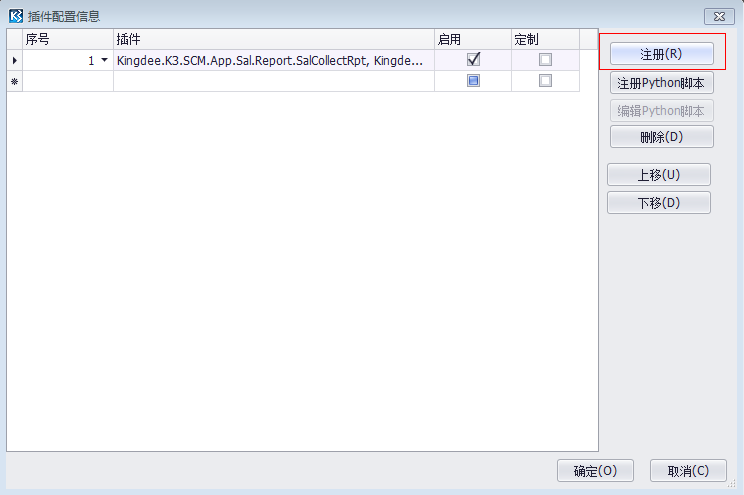 K3 插件配置信息
序号 插件 启用 定制
1 Kingdee.K3.SCM.App.Sal.Report.SalCollectRpt, Kingde...
注册(R)
注册Python脚本
编辑Python脚本
删除(D)
上移(U)
下移(D)
确定(O) 取消(C)